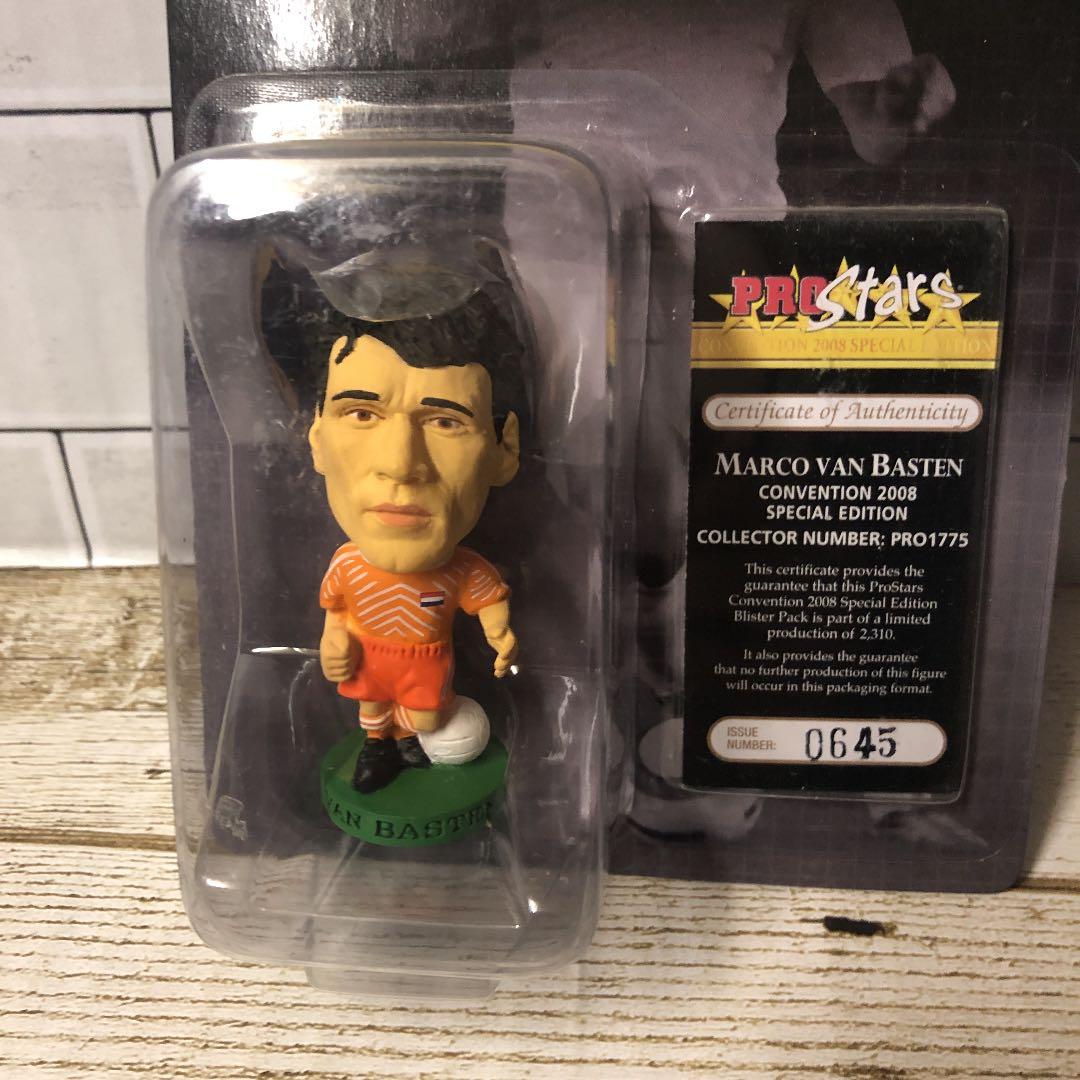 PROStars
CONVENTION 2008 SPECIAL EDITION
Certificate of Authenticity
MARCO VAN BASTEN
CONVENTION 2008
SPECIAL EDITION
COLLECTOR NUMBER: PRO1775
This certificate provides the
guarantee that this ProStars
Convention 2008 Special Edition
Blister Pack is part of a limited
production of 2,310.
It also provides the guarantee
that no further production of this figure
will occur in this packaging format.
ISSUE
NUMBER: 0645
VAN BASTEN